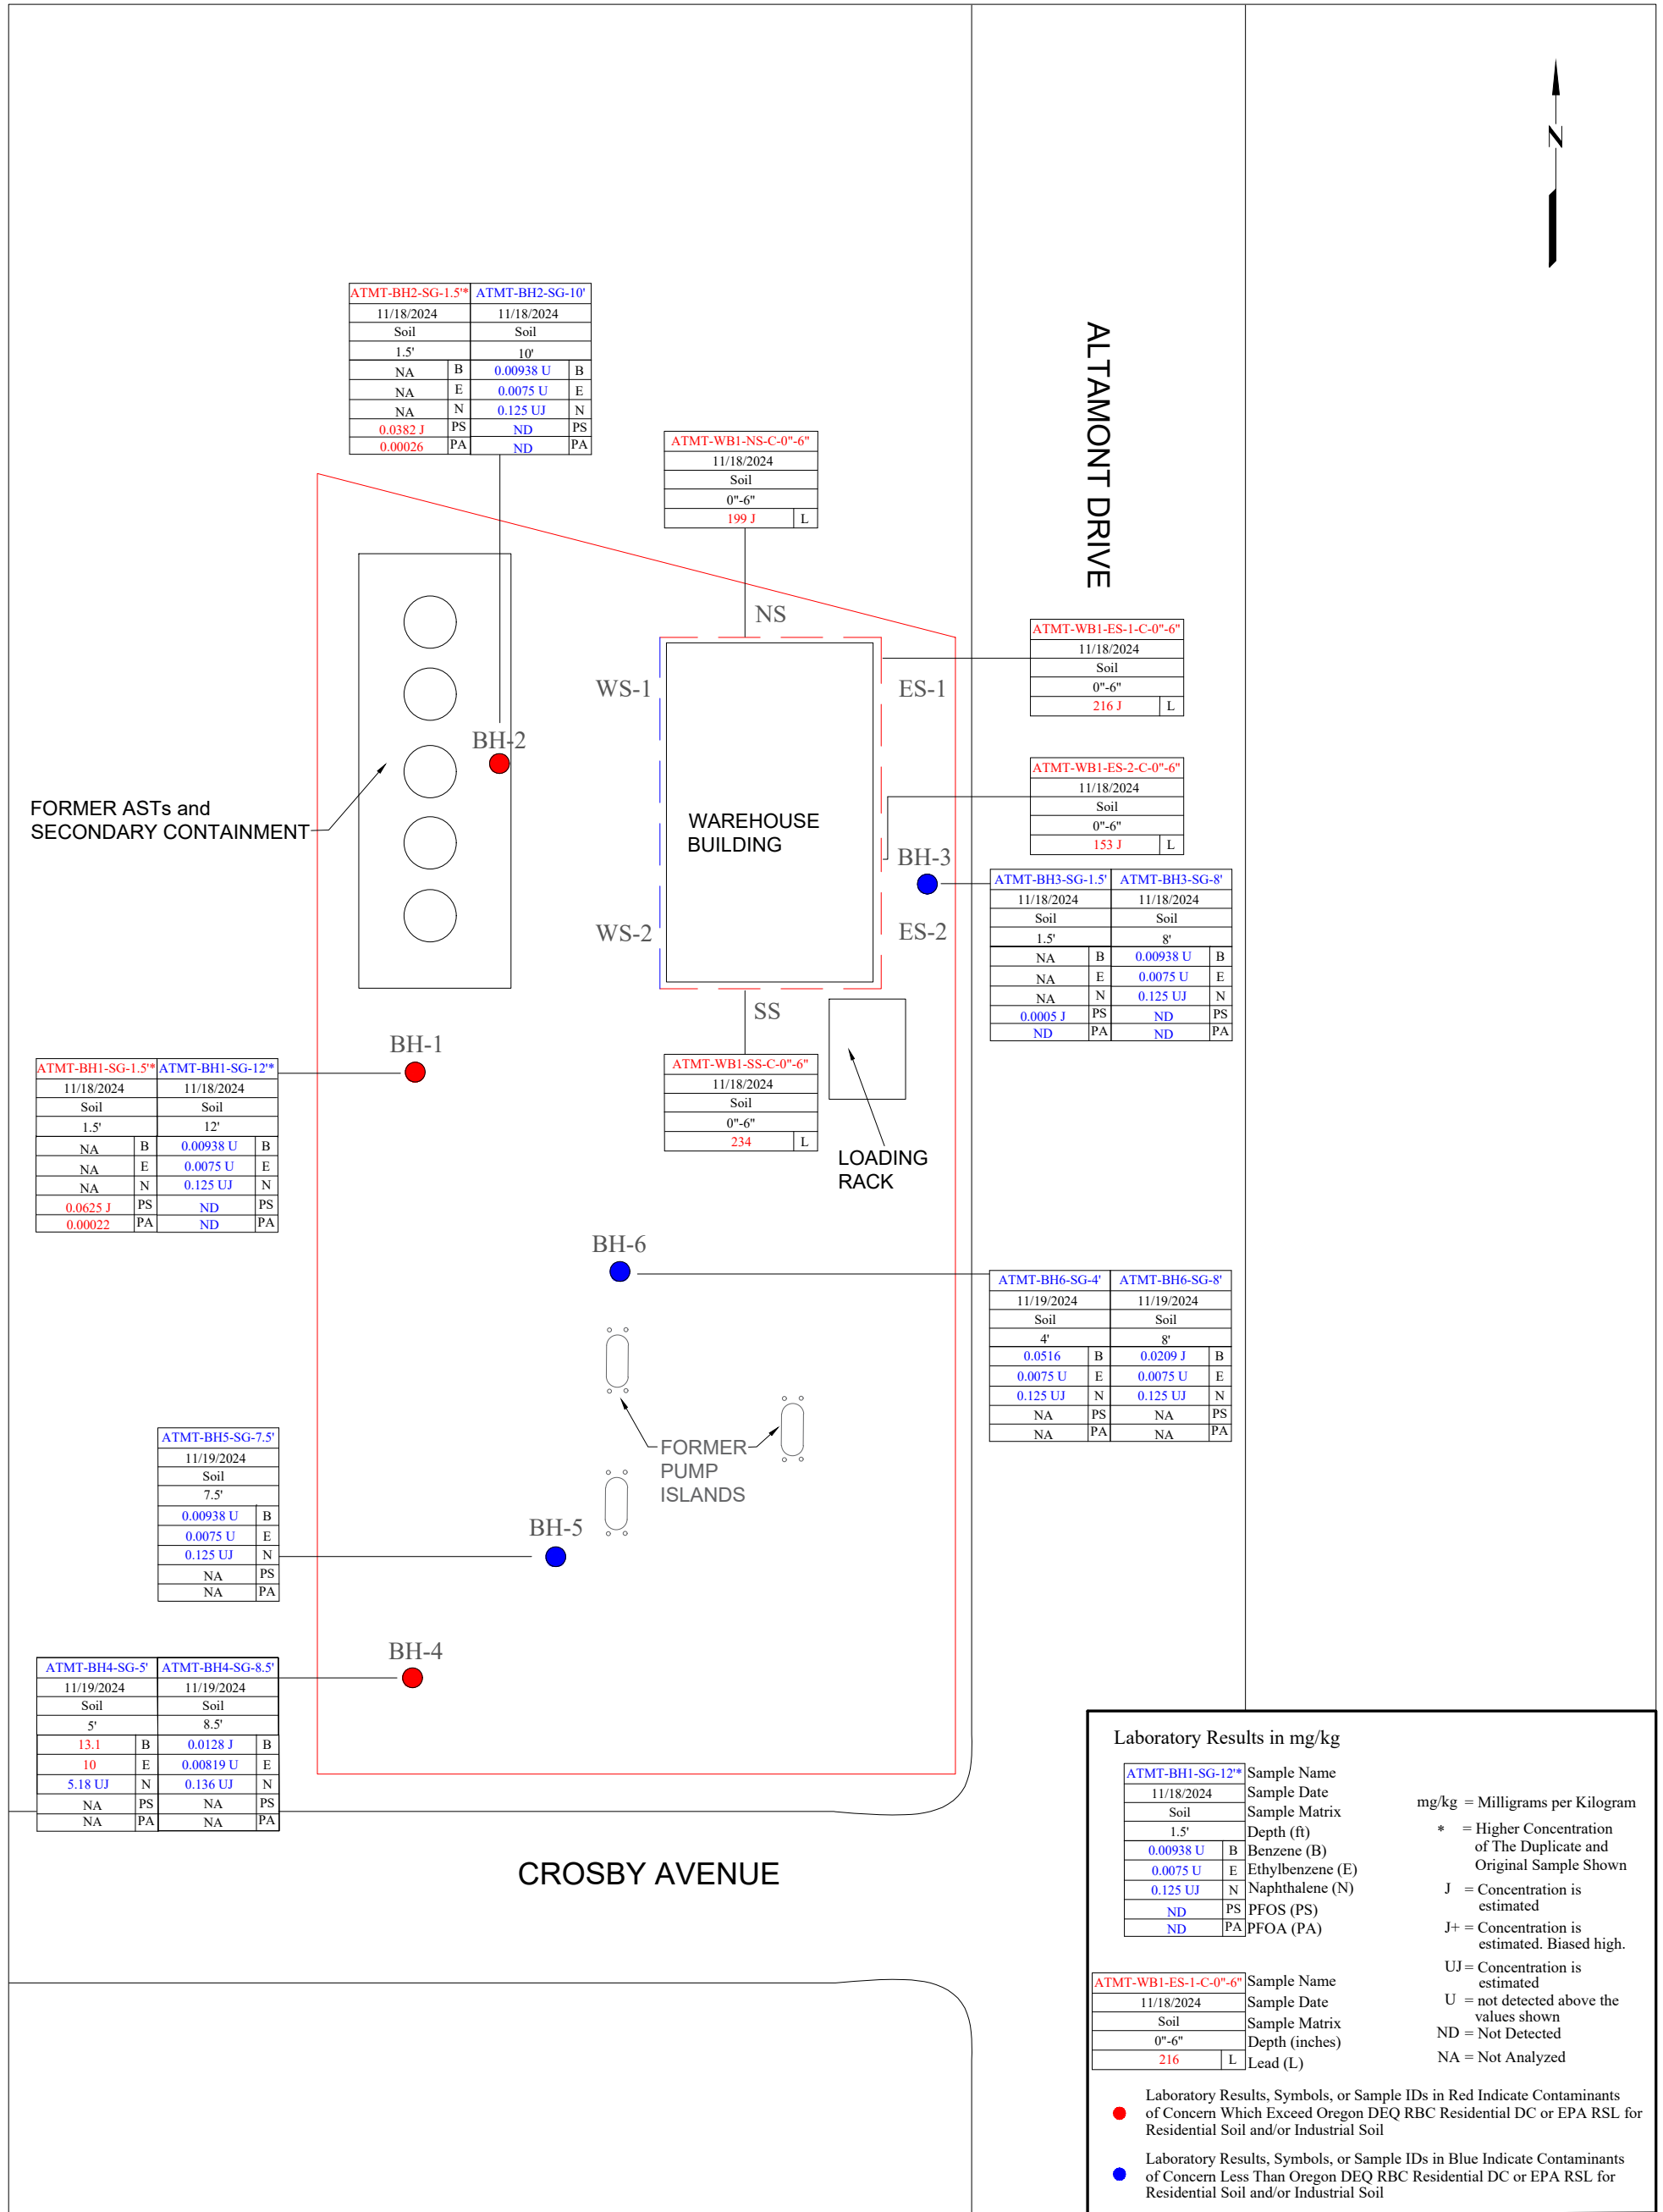 N
ATMT-BH2-SG-1.5'* ATMT-BH2-SG-10'
11/18/2024 11/18/2024
Soil Soil
1.5' 10'
NA B 0.00938 U B
NA E 0.0075 U E
NA N 0.125 UJ N
0.0382 J PS ND PS
0.00026 PA ND PA
ATMT-WB1-NS-C-0"-6"
11/18/2024
Soil
0"-6"
199 J L
ALTAMONT DRIVE
NS
WS-1
ES-1
ATMT-WB1-ES-1-C-0"-6"
11/18/2024
Soil
0"-6"
216 J L
BH-2
FORMER ASTs and
SECONDARY CONTAINMENT
WAREHOUSE
BUILDING
ATMT-WB1-ES-2-C-0"-6"
11/18/2024
Soil
0"-6"
153 J L
BH-3
WS-2
ES-2
ATMT-BH3-SG-1.5' ATMT-BH3-SG-8'
11/18/2024 11/18/2024
Soil Soil
1.5' 8'
NA B 0.00938 U B
NA E 0.0075 U E
NA N 0.125 UJ N
0.0005 J PS ND PS
ND PA ND PA
SS
BH-1
ATMT-BH1-SG-1.5'* ATMT-BH1-SG-12'*
11/18/2024 11/18/2024
Soil Soil
1.5' 12'
NA B 0.00938 U B
NA E 0.0075 U E
NA N 0.125 UJ N
0.0625 J PS ND PS
0.00022 PA ND PA
ATMT-WB1-SS-C-0"-6"
11/18/2024
Soil
0"-6"
234 L
LOADING
RACK
BH-6
ATMT-BH6-SG-4' ATMT-BH6-SG-8'
11/19/2024 11/19/2024
Soil Soil
4' 8'
0.0516 B 0.0209 J B
0.0075 U E 0.0075 U E
0.125 UJ N 0.125 UJ N
NA PS NA PS
NA PA NA PA
FORMER
PUMP
ISLANDS
ATMT-BH5-SG-7.5'
11/19/2024
Soil
7.5'
0.00938 U B
0.0075 U E
0.125 UJ N
NA PS
NA PA
BH-5
BH-4
ATMT-BH4-SG-5' ATMT-BH4-SG-8.5'
11/19/2024 11/19/2024
Soil Soil
5' 8.5'
13.1 B 0.0128 J B
10 E 0.00819 U E
5.18 UJ N 0.136 UJ N
NA PS NA PS
NA PA NA PA
CROSBY AVENUE
Laboratory Results in mg/kg
ATMT-BH1-SG-12'* Sample Name
11/18/2024 Sample Date
Soil Sample Matrix
1.5' Depth (ft)
0.00938 U B Benzene (B)
0.0075 U E Ethylbenzene (E)
0.125 UJ N Naphthalene (N)
ND PS PFOS (PS)
ND PA PFOA (PA)
ATMT-WB1-ES-1-C-0"-6" Sample Name
11/18/2024 Sample Date
Soil Sample Matrix
0"-6" Depth (inches)
216 L Lead (L)
mg/kg = Milligrams per Kilogram
* = Higher Concentration
of The Duplicate and
Original Sample Shown
J = Concentration is
estimated
J+ = Concentration is
estimated. Biased high.
UJ = Concentration is
estimated
U = not detected above the
values shown
ND = Not Detected
NA = Not Analyzed
Laboratory Results, Symbols, or Sample IDs in Red Indicate Contaminants
of Concern Which Exceed Oregon DEQ RBC Residential DC or EPA RSL for
Residential Soil and/or Industrial Soil
Laboratory Results, Symbols, or Sample IDs in Blue Indicate Contaminants
of Concern Less Than Oregon DEQ RBC Residential DC or EPA RSL for
Residential Soil and/or Industrial Soil